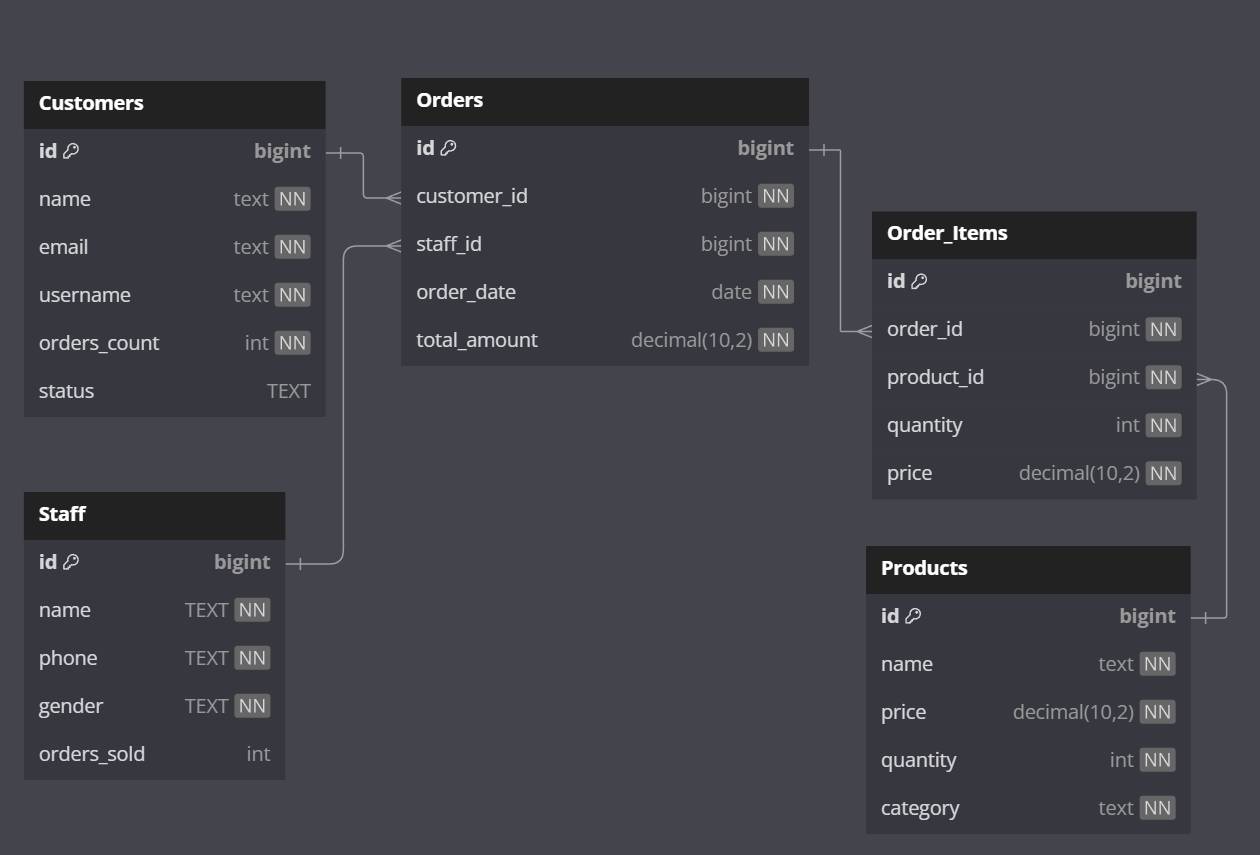 Customers
id bigint
name text NN
email text NN
username text NN
orders_count int NN
status TEXT
Orders
id bigint
customer_id bigint NN
staff_id bigint NN
order_date date NN
total_amount decimal(10,2) NN
Order_Items
id bigint
order_id bigint NN
product_id bigint NN
quantity int NN
price decimal(10,2) NN
Staff
id bigint
name TEXT NN
phone TEXT NN
gender TEXT NN
orders_sold int
Products
id bigint
name text NN
price decimal(10,2) NN
quantity int NN
category text NN